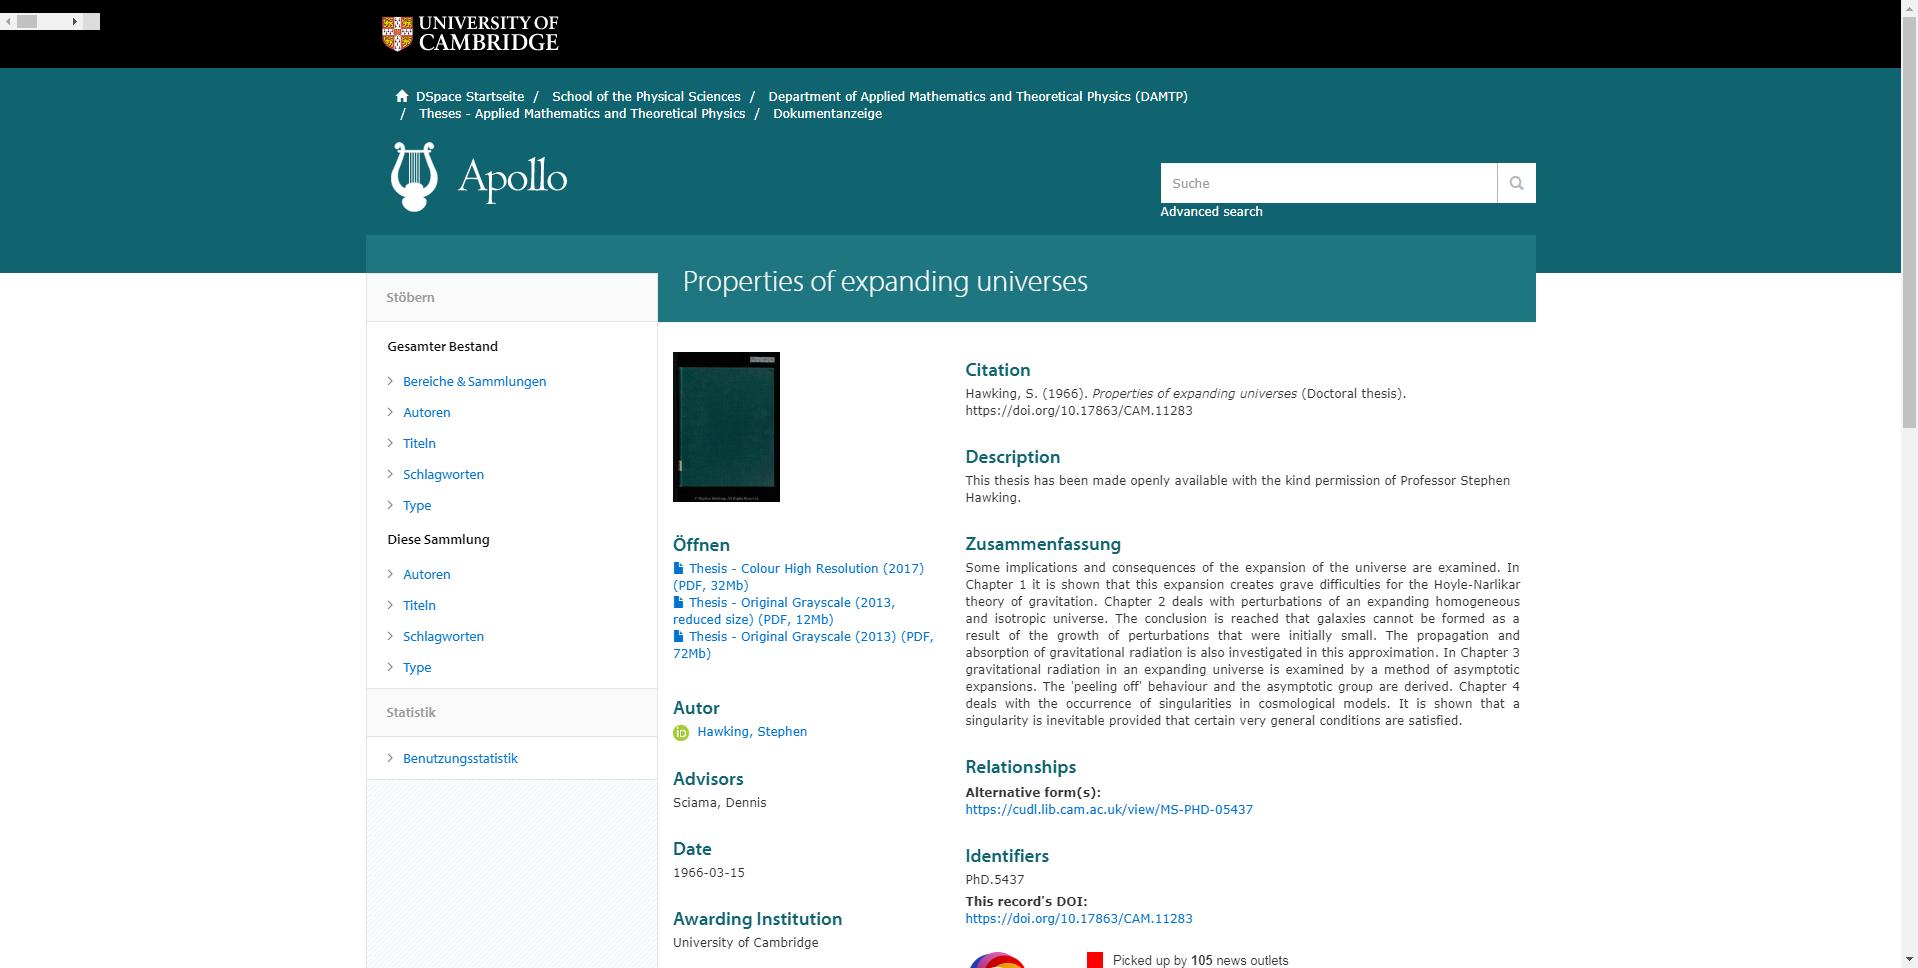 UNIVERSITY OF
CAMBRIDGE
DSpace Startseite / School of the Physical Sciences / Department of Applied Mathematics and Theoretical Physics (DAMTP)
/ Theses - Applied Mathematics and Theoretical Physics / Dokumentanzeige
Apollo
Suche
Advanced search
Properties of expanding universes
Stöbern
Gesamter Bestand
Bereiche & Sammlungen
Autoren
Titeln
Schlagworten
Type
Diese Sammlung
Autoren
Titeln
Schlagworten
Type
Statistik
Benutzungsstatistik
Öffnen
Thesis - Colour High Resolution (2017)
(PDF, 32Mb)
Thesis - Original Grayscale (2013,
reduced size) (PDF, 12Mb)
Thesis - Original Grayscale (2013) (PDF,
72Mb)
Autor
iD Hawking, Stephen
Advisors
Sciama, Dennis
Date
1966-03-15
Awarding Institution
University of Cambridge
Citation
Hawking, S. (1966). Properties of expanding universes (Doctoral thesis).
https://doi.org/10.17863/CAM.11283
Description
This thesis has been made openly available with the kind permission of Professor Stephen
Hawking.
Zusammenfassung
Some implications and consequences of the expansion of the universe are examined. In
Chapter 1 it is shown that this expansion creates grave difficulties for the Hoyle-Narlikar
theory of gravitation. Chapter 2 deals with perturbations of an expanding homogeneous
and isotropic universe. The conclusion is reached that galaxies cannot be formed as a
result of the growth of perturbations that were initially small. The propagation and
absorption of gravitational radiation is also investigated in this approximation. In Chapter 3
gravitational radiation in an expanding universe is examined by a method of asymptotic
expansions. The 'peeling off' behaviour and the asymptotic group are derived. Chapter 4
deals with the occurrence of singularities in cosmological models. It is shown that a
singularity is inevitable provided that certain very general conditions are satisfied.
Relationships
Alternative form(s):
https://cudl.lib.cam.ac.uk/view/MS-PHD-05437
Identifiers
PhD.5437
This record's DOI:
https://doi.org/10.17863/CAM.11283
Picked up by 105 news outlets